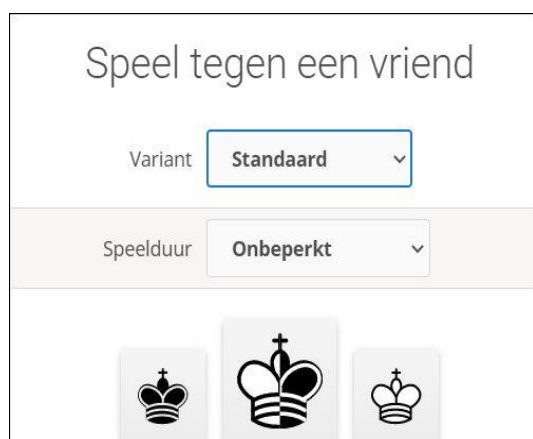 Speel tegen een vriend
Variant Standaard
Speelduur Onbeperkt